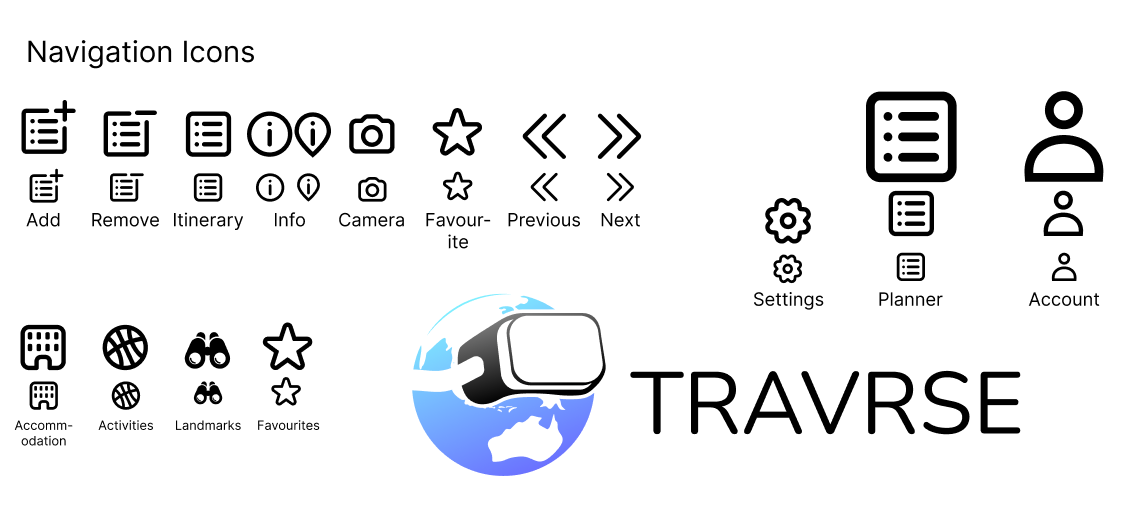 Navigation Icons
Add
Remove
Itinerary
Info
Camera
Favour-
ite
Previous
Next
Settings
Planner
Account
Accomm-
odation
Activities
Landmarks
Favourites
TRAVRSE